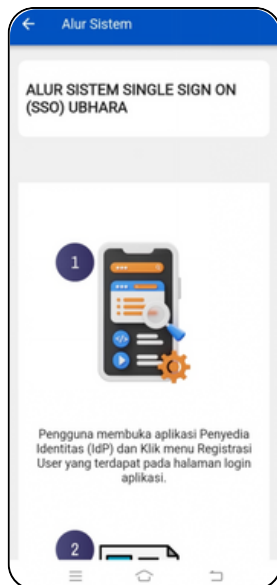 Alur Sistem
ALUR SISTEM SINGLE SIGN ON
(SSO) UBHARA
1
Pengguna membuka aplikasi Penyedia
Identitas (IdP) dan Klik menu Registrasi
User yang terdapat pada halaman login
aplikasi.
2